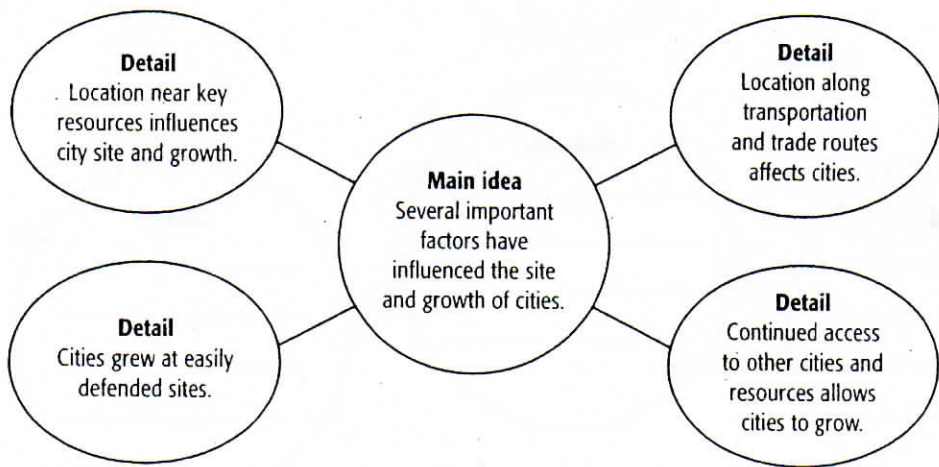 Detail
Location near key
resources influences
city site and growth.
Detail
Location along
transportation
and trade routes
affects cities.
Main idea
Several important
factors have
influenced the site
and growth of cities.
Detail
Cities grew at easily
defended sites.
Detail
Continued access
to other cities and
resources allows
cities to grow.